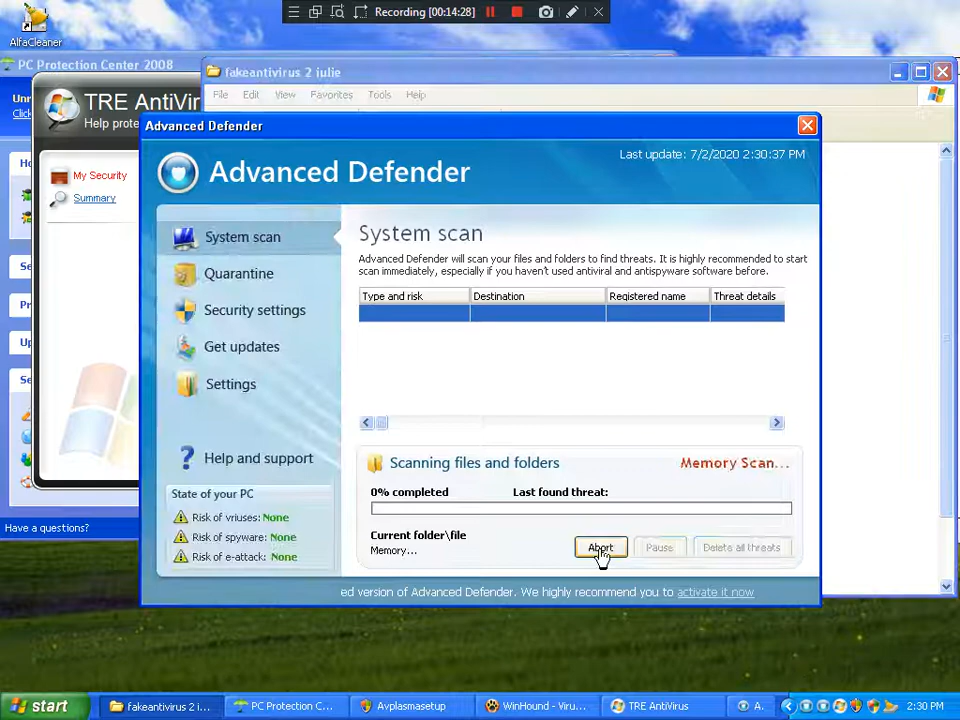 Recording [00:14:28]
AlfaCleaner
PC Protection Center 2008
fakeantivirus 2 iulie
File Edit View Favorites Tools Help
TRE AntiVir
Help prote
My Security
Summary
Have a questions?
Advanced Defender
Last update: 7/2/2020 2:30:37 PM
Advanced Defender
System scan
Quarantine
Security settings
Get updates
Settings
Help and support
State of your PC
Risk of vriuses: None
Risk of spyware: None
Risk of e-attack: None
System scan
Advanced Defender will scan your files and folders to find threats. It is highly recommended to start
scan immediately, especially if you haven't used antiviral and antispyware software before.
Type and risk Destination Registered name Threat details
Scanning files and folders Memory Scan...
0% completed Last found threat:
Current folder\file
Memory...
Abort Pause Delete all threats
ed version of Advanced Defender. We highly recommend you to activate it now
start fakeantivirus 2 i... PC Protection C... Avplasmasetup WinHound - Viru... TRE AntiVirus A. 2:30 PM